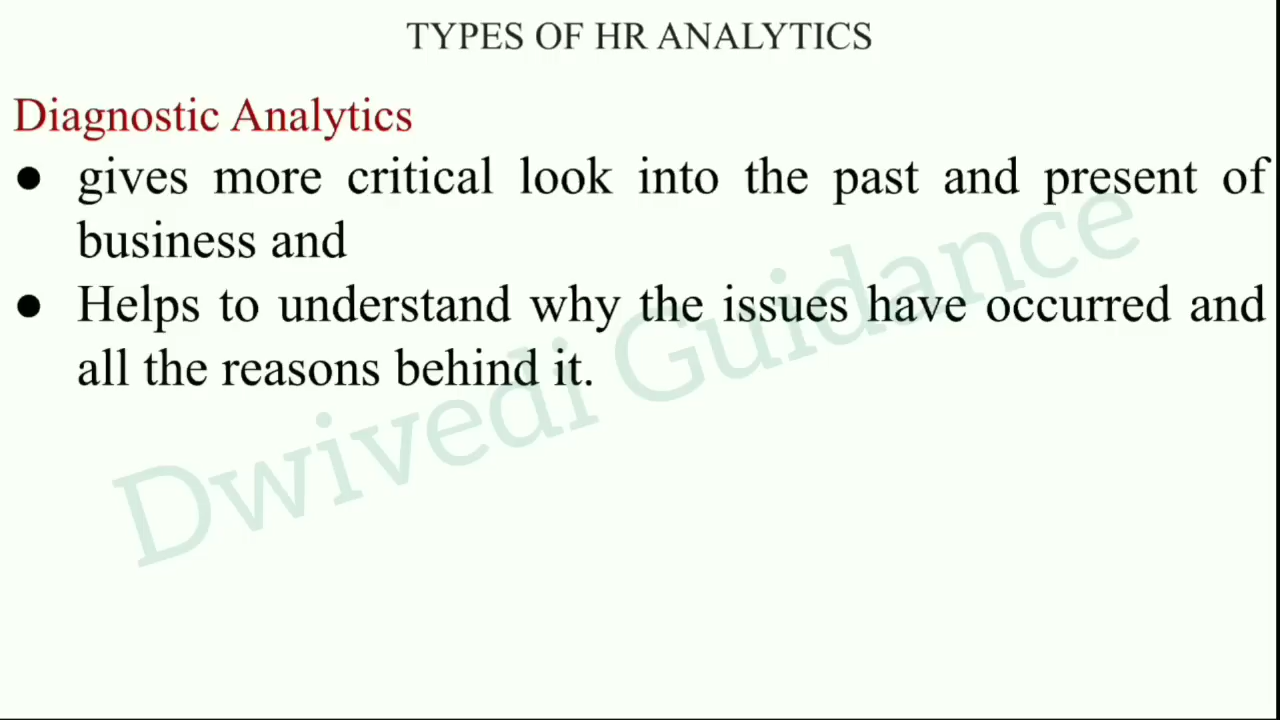 TYPES OF HR ANALYTICS
Diagnostic Analytics
● gives more critical look into the past and present of
business and
● Helps to understand why the issues have occurred and
all the reasons behind it.
Dwivedi Guidance